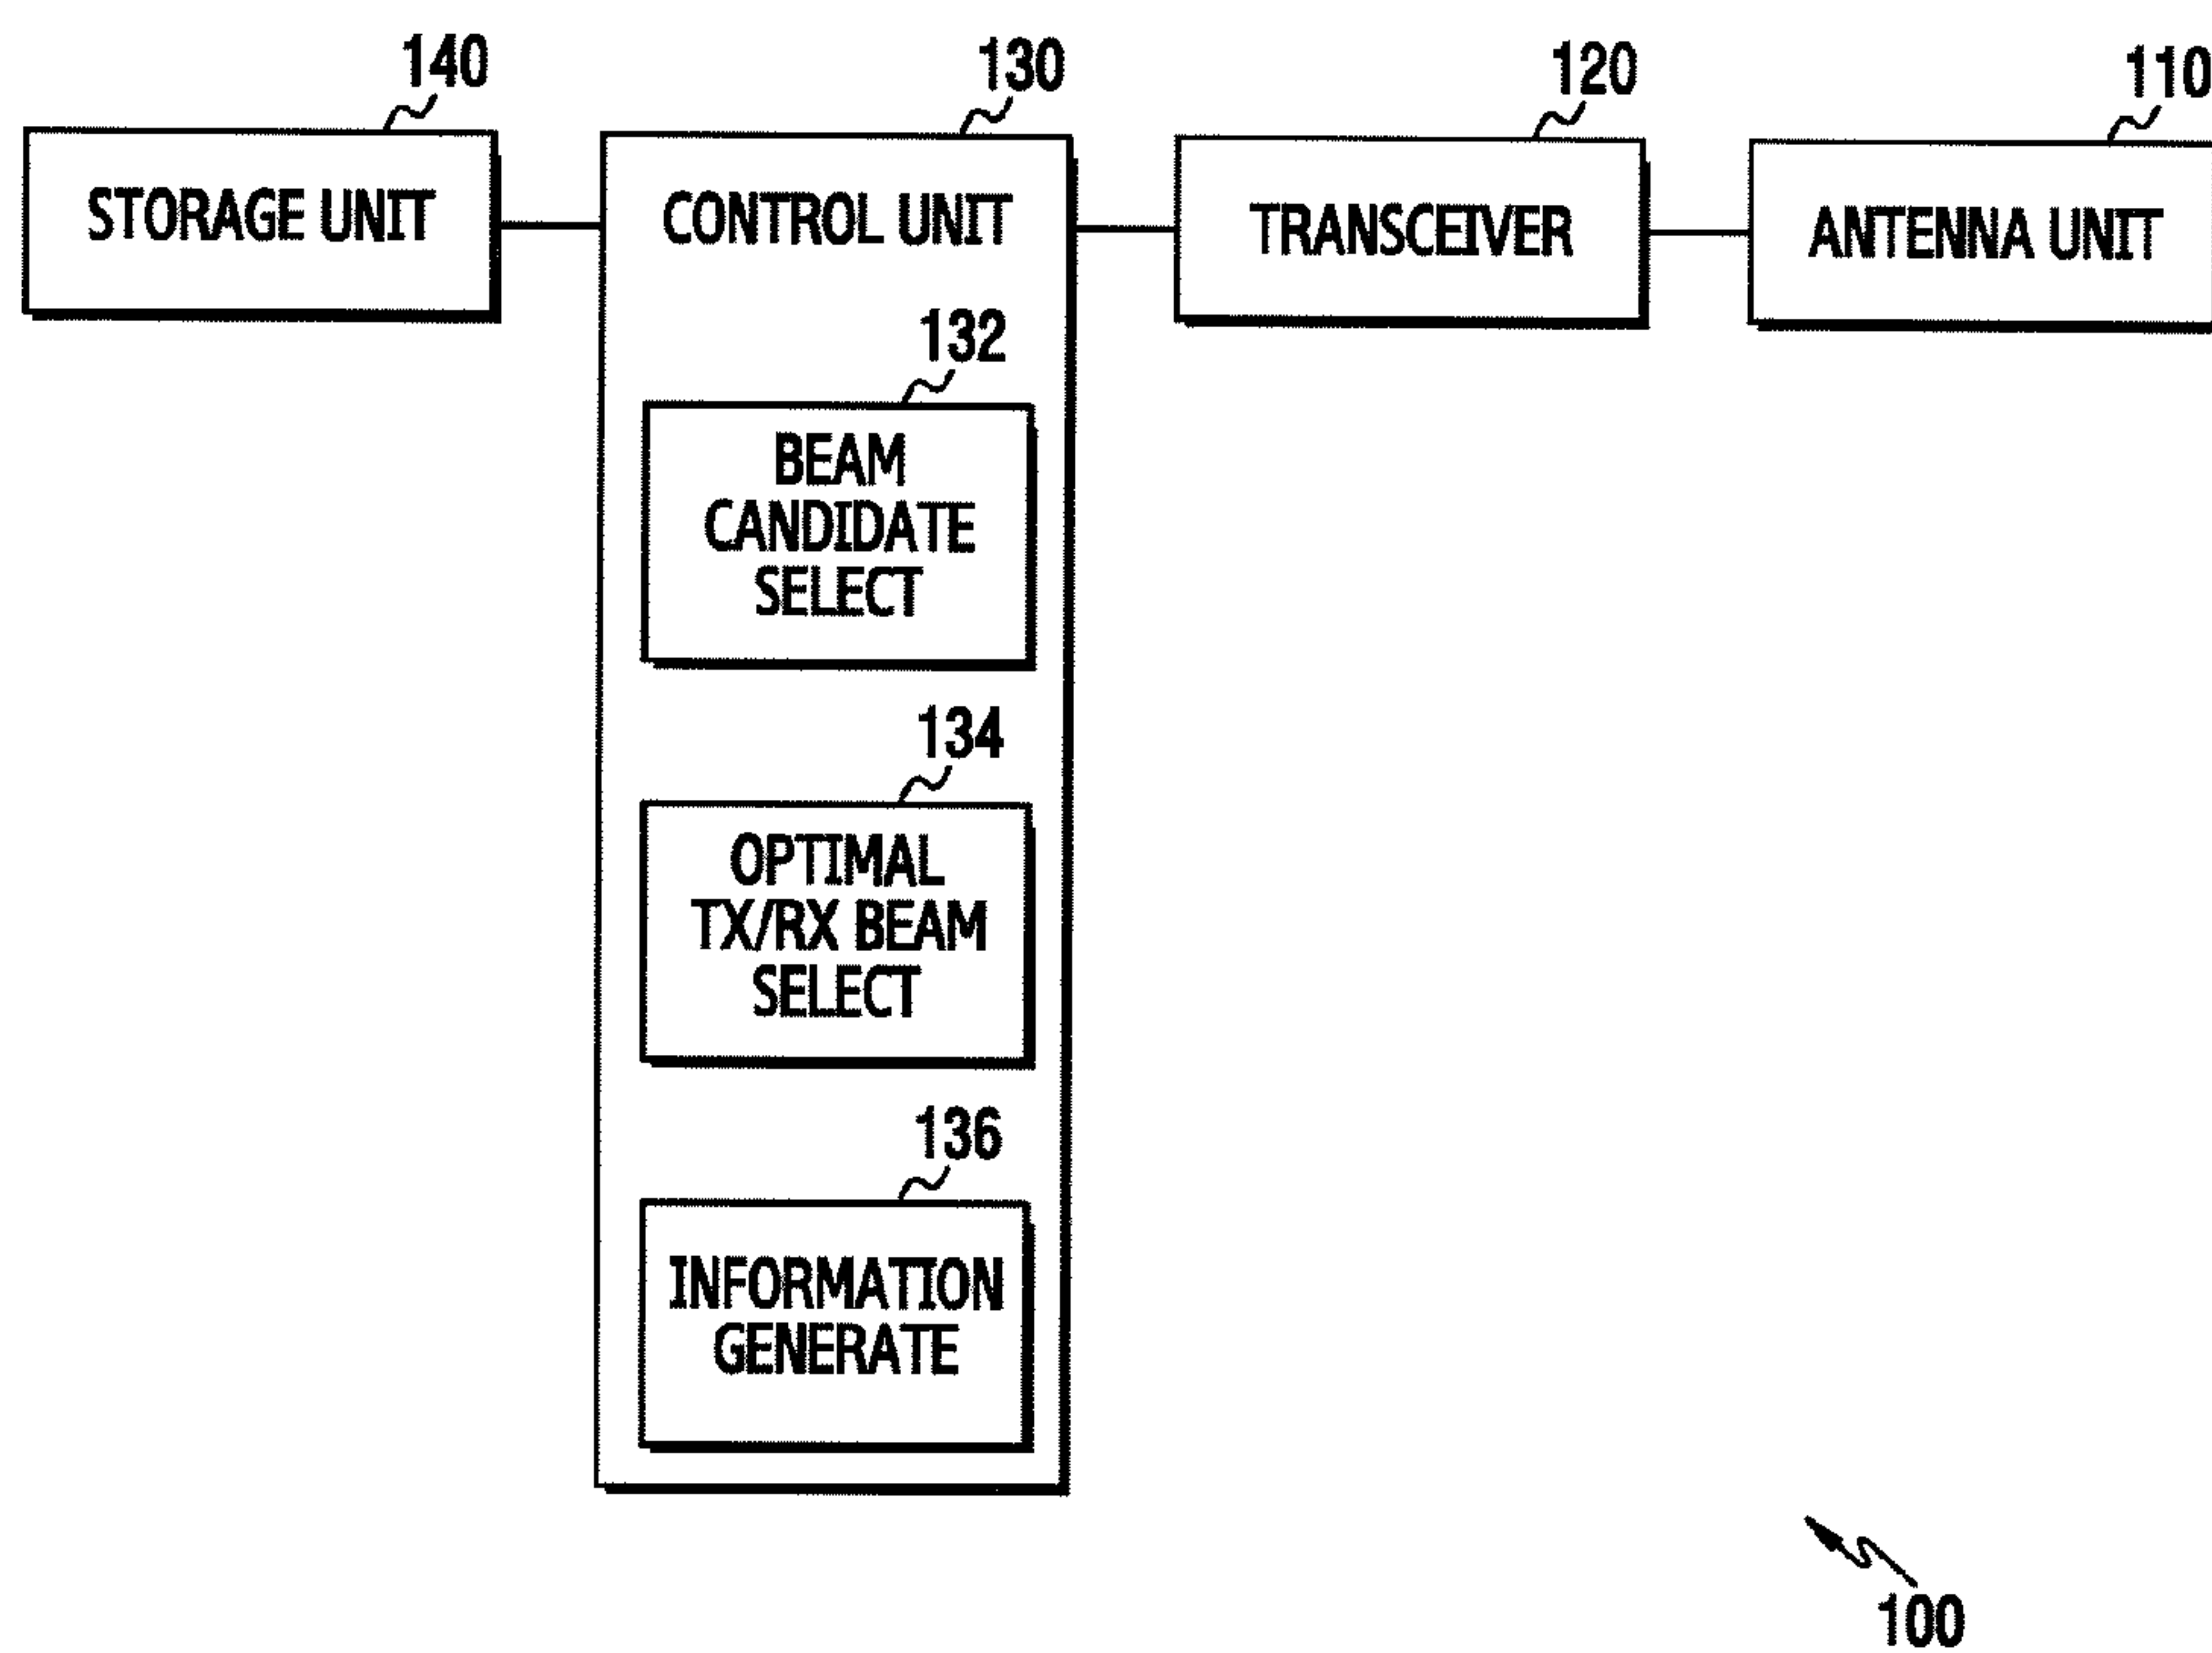 140
130
120
110
STORAGE UNIT
CONTROL UNIT
TRANSCEIVER
ANTENNA UNIT
132
BEAM
CANDIDATE
SELECT
134
OPTIMAL
TX/RX BEAM
SELECT
136
INFORMATION
GENERATE
100